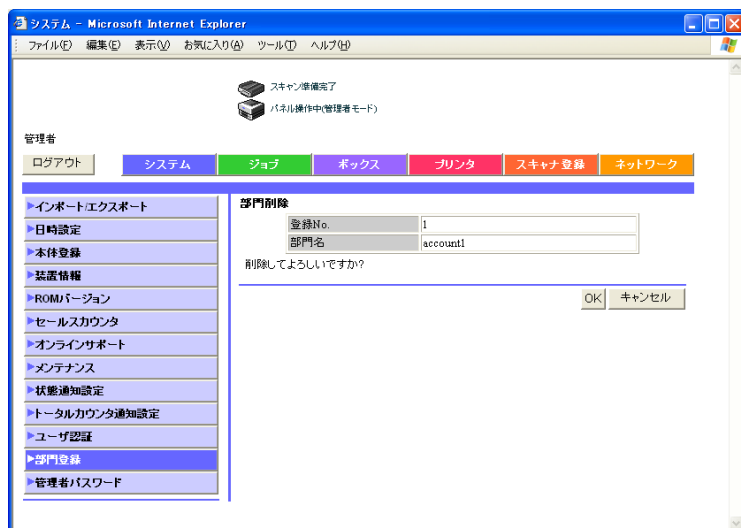 システム - Microsoft Internet Explorer
ファイル(F) 編集(E) 表示(V) お気に入り(A) ツール(T) ヘルプ(H)
スキャン準備完了
パネル操作中(管理者モード)
管理者
ログアウト システム ジョブ ボックス プリンタ スキャナ登録 ネットワーク
インポート/エクスポート
日時設定
本体登録
装置情報
ROMバージョン
セールスカウンタ
オンラインサポート
メンテナンス
状態通知設定
トータルカウンタ通知設定
ユーザ認証
部門登録
管理者パスワード
部門削除
登録No. 1
部門名 account1
削除してよろしいですか?
OK キャンセル